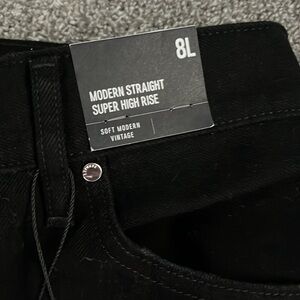 8L
MODERN STRAIGHT
SUPER HIGH RISE
SOFT MODERN
VINTAGE